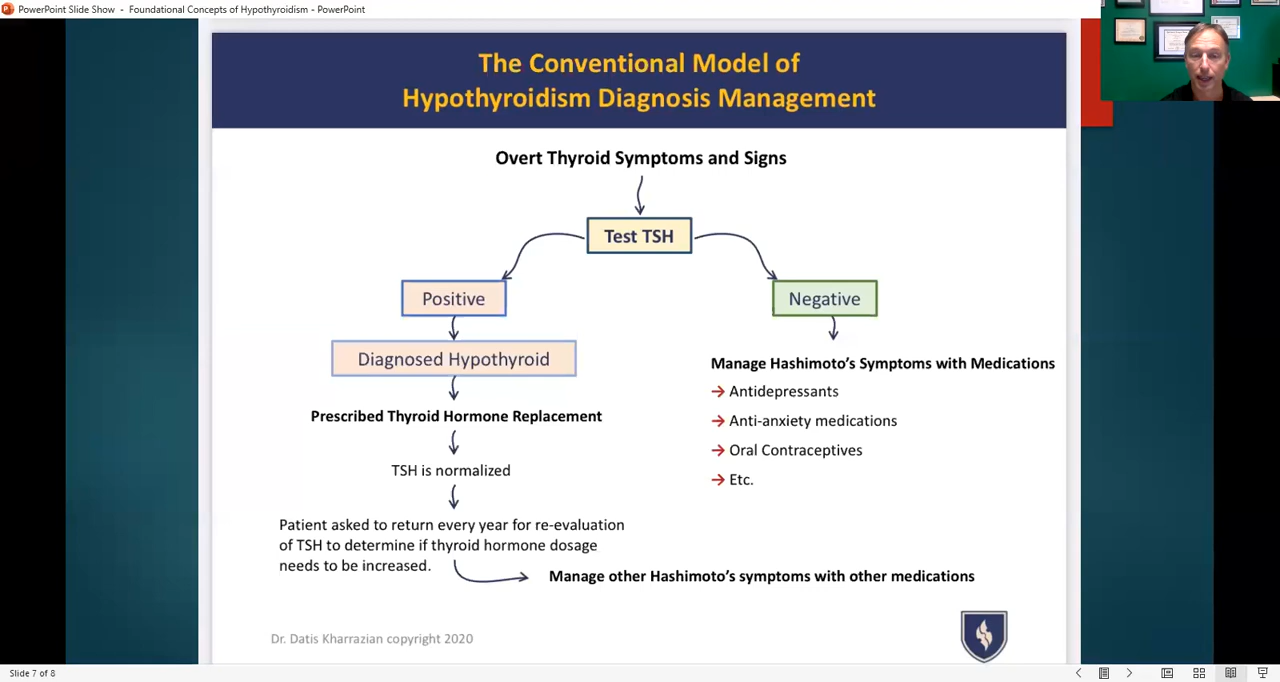 PowerPoint Slide Show - Foundational Concepts of Hypothyroidism - PowerPoint
The Conventional Model of
Hypothyroidism Diagnosis Management
Overt Thyroid Symptoms and Signs
Test TSH
Positive
Negative
Diagnosed Hypothyroid
Manage Hashimoto’s Symptoms with Medications
→ Antidepressants
→ Anti-anxiety medications
→ Oral Contraceptives
→ Etc.
Prescribed Thyroid Hormone Replacement
TSH is normalized
Patient asked to return every year for re-evaluation
of TSH to determine if thyroid hormone dosage
needs to be increased.
Manage other Hashimoto’s symptoms with other medications
Dr. Datis Kharrazian copyright 2020
Slide 7 of 8